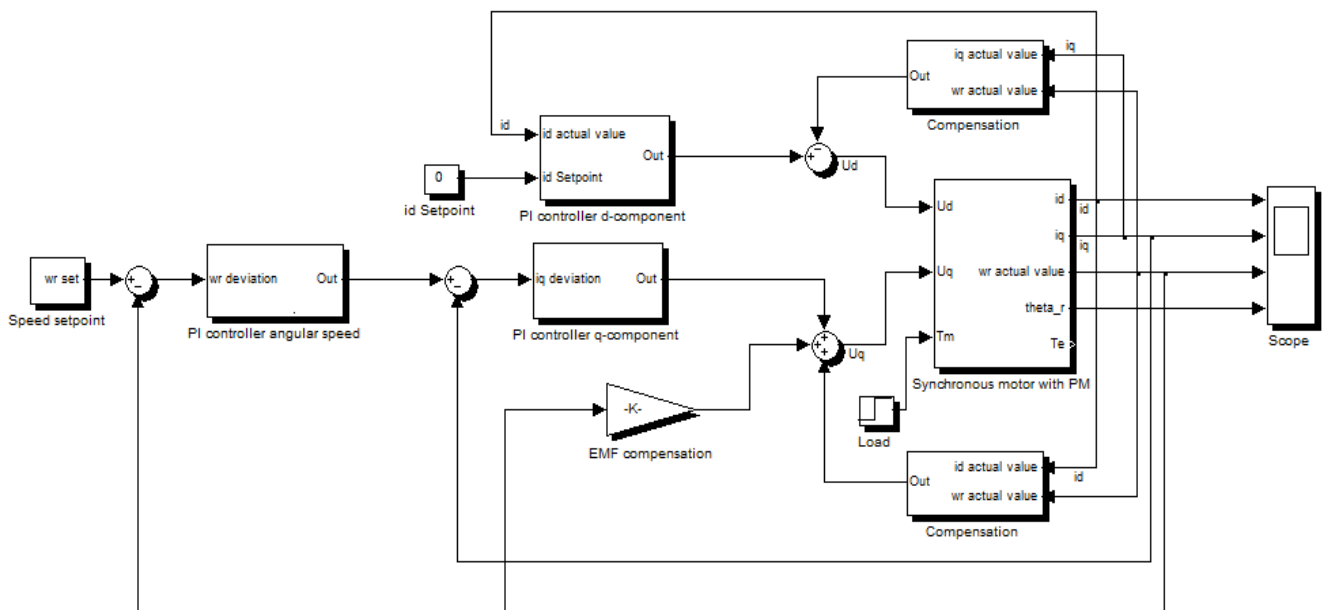 iq actual value
iq
Out
wr actual value
Compensation
id
id actual value
Out
id Setpoint
PI controller d-component
0
id Setpoint
Ud
Ud
id
id
iq
iq
Uq
wr actual value
theta_r
Tm
Te
Synchronous motor with PM
Scope
wr set
Speed setpoint
wr deviation
Out
PI controller angular speed
iq deviation
Out
PI controller q-component
Uq
-K-
EMF compensation
Load
id actual value
id
Out
wr actual value
Compensation